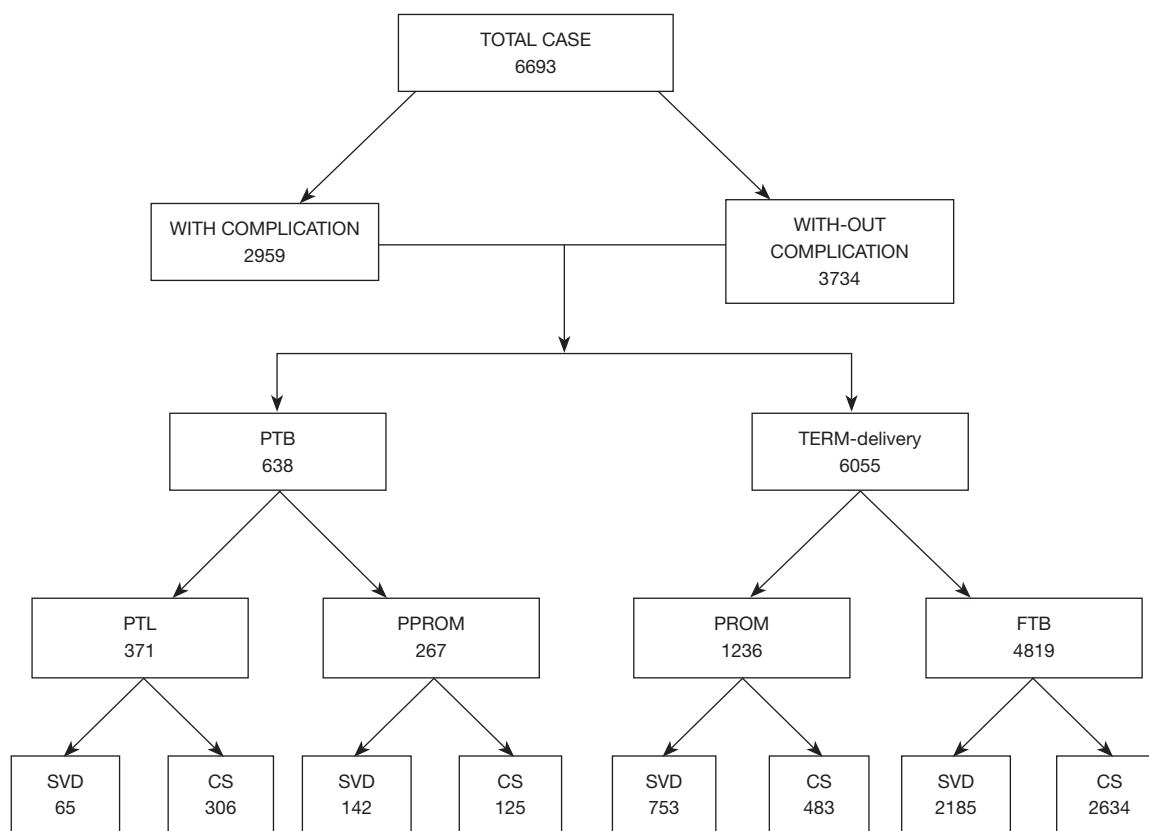 TOTAL CASE
6693
WITH COMPLICATION
2959
WITH-OUT
COMPLICATION
3734
PTB
638
TERM-delivery
6055
PTL
371
PPROM
267
PROM
1236
FTB
4819
SVD
65
CS
306
SVD
142
CS
125
SVD
753
CS
483
SVD
2185
CS
2634